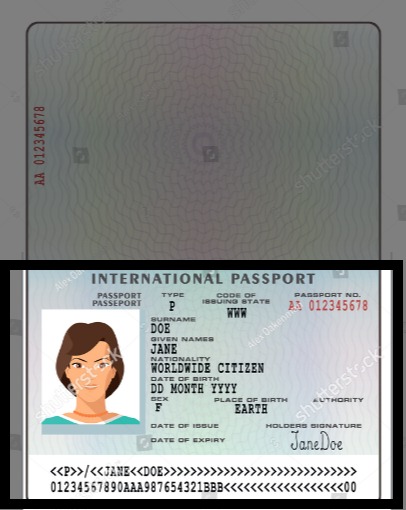 AA 012345678
shutterstock
INTERNATIONAL PASSPORT
PASSPORT
PASSEPORT
TYPE
P
CODE OF
ISSUING STATE
WWW
PASSPORT NO.
AA 012345678
SURNAME
DOE
GIVEN NAMES
JANE
NATIONALITY
WORLDWIDE CITIZEN
DATE OF BIRTH
DD MONTH YYYY
SEX
F
PLACE OF BIRTH
EARTH
AUTHORITY
DATE OF ISSUE
HOLDERS SIGNATURE
DATE OF EXPIRY
JaneDoe
<<P>>/<<JANE<<DOE>>>>>>>>>>>>>>>>>>>>>>>>>>>>>
01234567890AAA987654321BBB<<<<<<<<<<<<<<<<<<00